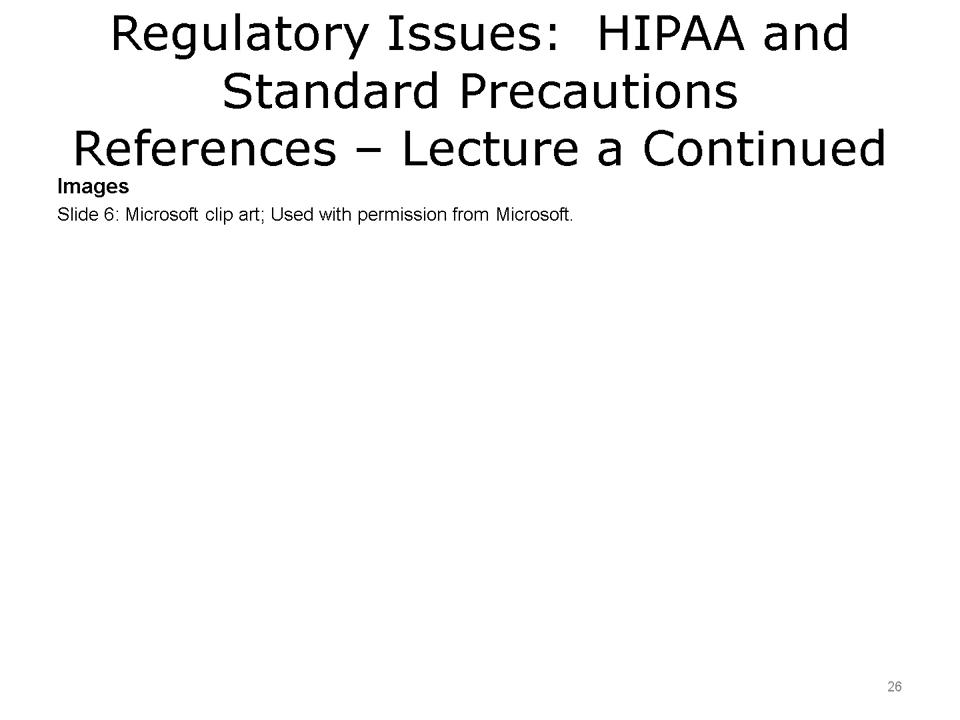 Regulatory Issues:  HIPAA and
Standard Precautions
References – Lecture a Continued
Images
Slide 6: Microsoft clip art; Used with permission from Microsoft.
26